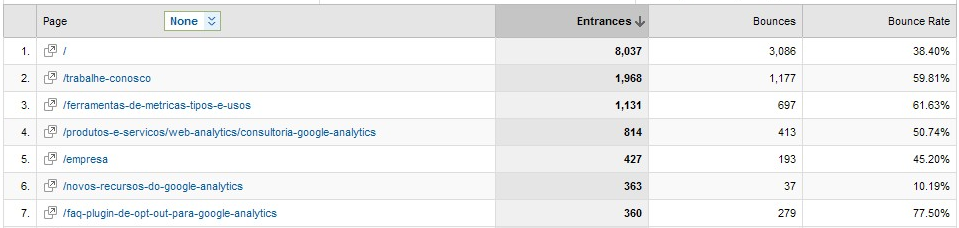 Page None Entrances Bounces Bounce Rate
1. / 8,037 3,086 38.40%
2. /trabalhe-conosco 1,968 1,177 59.81%
3. /ferramentas-de-metricas-tipos-e-usos 1,131 697 61.63%
4. /produtos-e-servicos/web-analytics/consultoria-google-analytics 814 413 50.74%
5. /empresa 427 193 45.20%
6. /novos-recursos-do-google-analytics 363 37 10.19%
7. /faq-plugin-de-opt-out-para-google-analytics 360 279 77.50%